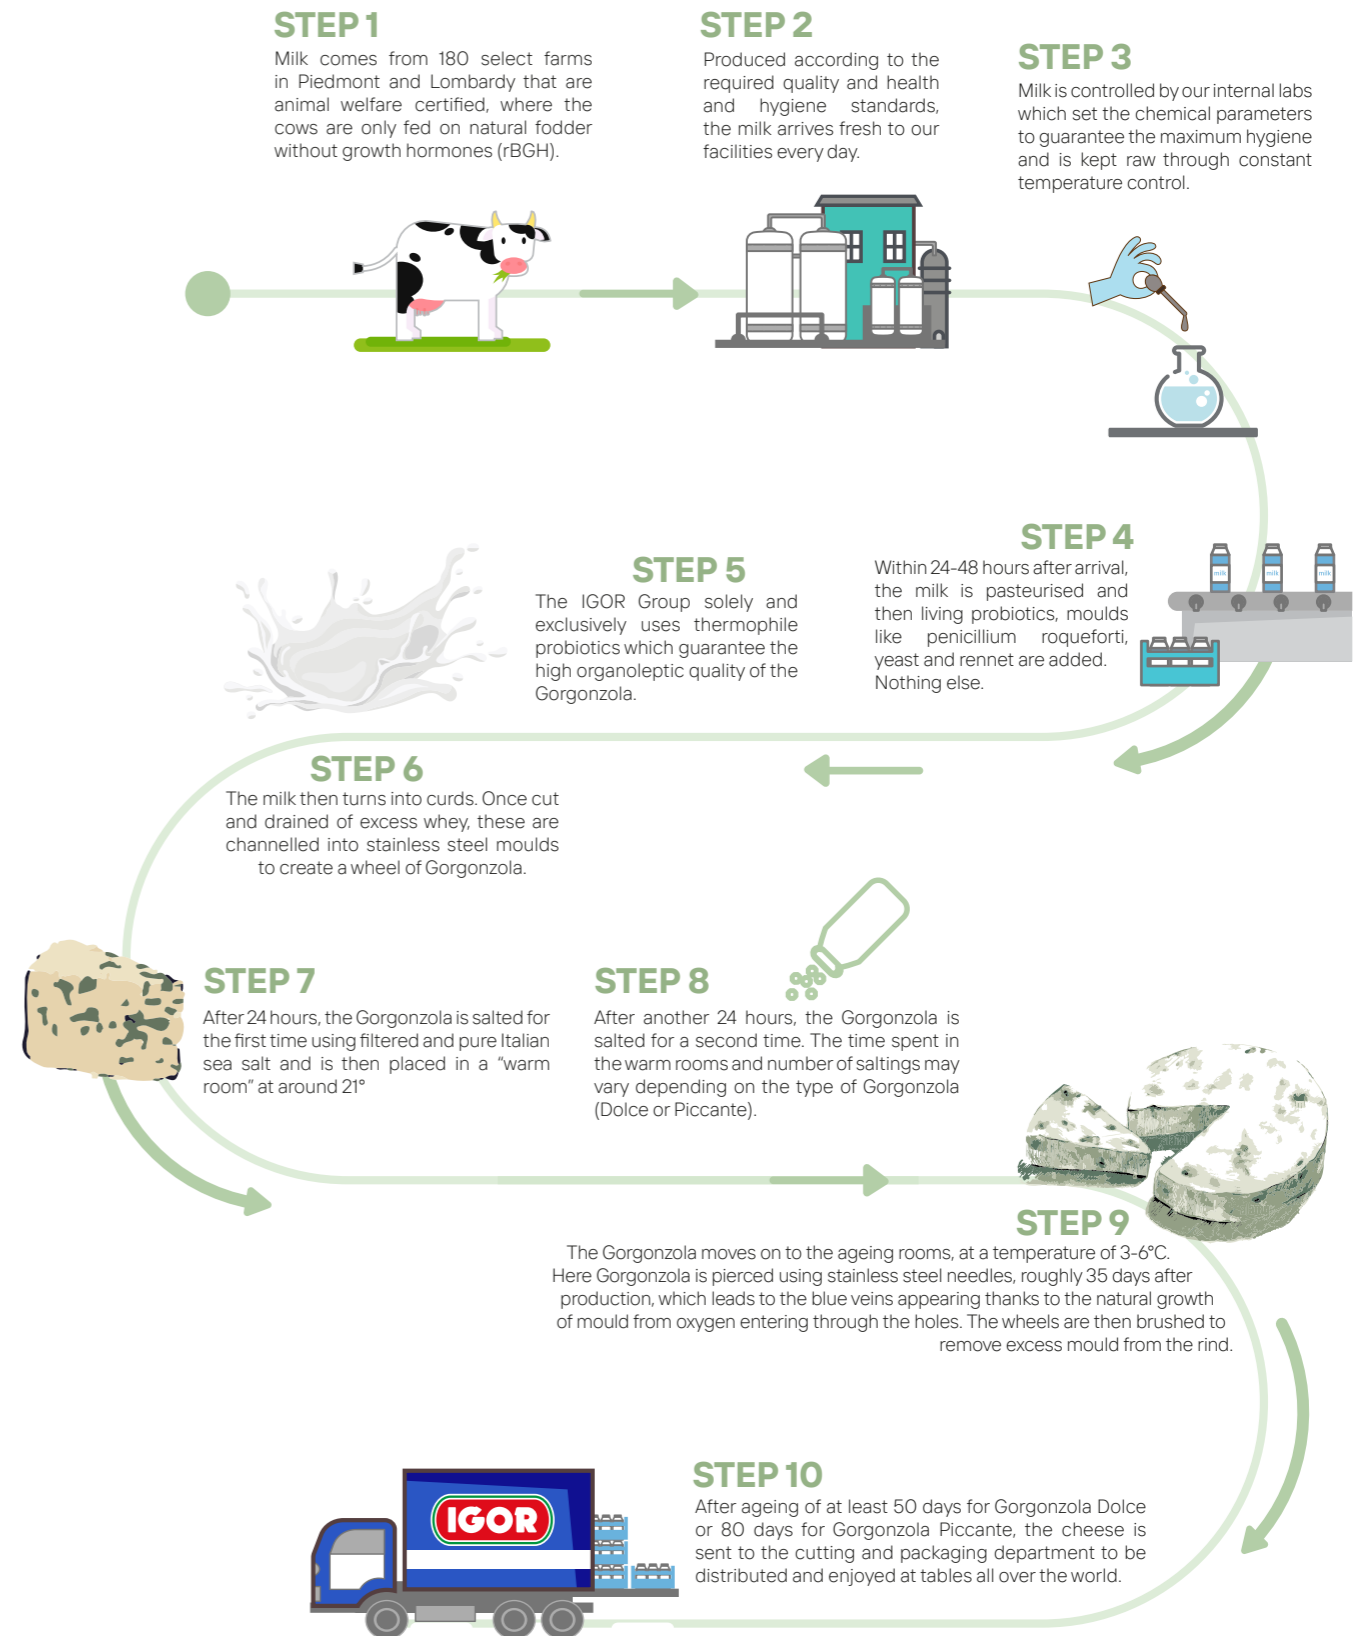 STEP 1
Milk comes from 180 select farms
in Piedmont and Lombardy that are
animal welfare certified, where the
cows are only fed on natural fodder
without growth hormones (rBGH).
STEP 2
Produced according to the
required quality and health
and hygiene standards,
the milk arrives fresh to our
facilities every day.
STEP 3
Milk is controlled by our internal labs
which set the chemical parameters
to guarantee the maximum hygiene
and is kept raw through constant
temperature control.
STEP 4
Within 24-48 hours after arrival,
the milk is pasteurised and
then living probiotics, moulds
like penicillium roqueforti,
yeast and rennet are added.
Nothing else.
milk
milk
milk
STEP 5
The IGOR Group solely and
exclusively uses thermophile
probiotics which guarantee the
high organoleptic quality of the
Gorgonzola.
STEP 6
The milk then turns into curds. Once cut
and drained of excess whey, these are
channelled into stainless steel moulds
to create a wheel of Gorgonzola.
STEP 7
After 24 hours, the Gorgonzola is salted for
the first time using filtered and pure Italian
sea salt and is then placed in a “warm
room” at around 21°
STEP 8
After another 24 hours, the Gorgonzola is
salted for a second time. The time spent in
the warm rooms and number of saltings may
vary depending on the type of Gorgonzola
(Dolce or Piccante).
STEP 9
The Gorgonzola moves on to the ageing rooms, at a temperature of 3-6°C.
Here Gorgonzola is pierced using stainless steel needles, roughly 35 days after
production, which leads to the blue veins appearing thanks to the natural growth
of mould from oxygen entering through the holes. The wheels are then brushed to
remove excess mould from the rind.
STEP 10
After ageing of at least 50 days for Gorgonzola Dolce
or 80 days for Gorgonzola Piccante, the cheese is
sent to the cutting and packaging department to be
distributed and enjoyed at tables all over the world.
IGOR